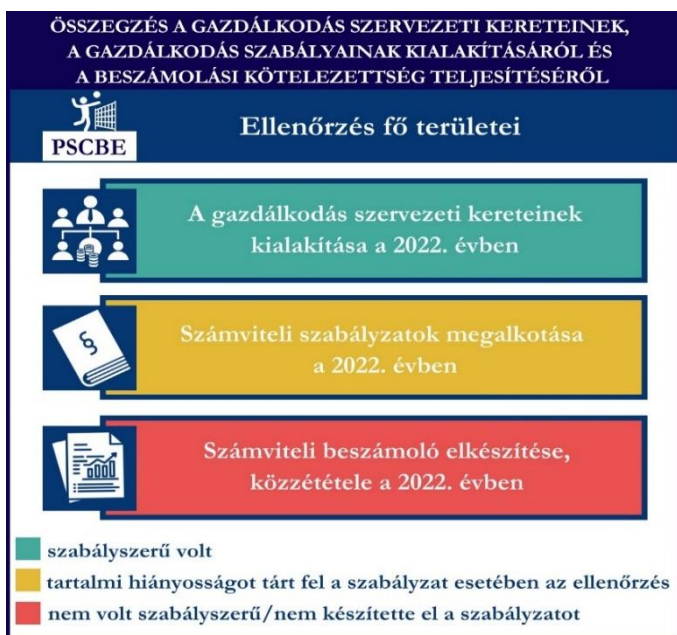 ÖSSZEGZÉS A GAZDÁLKODÁS SZERVEZETI KERETEINEK,
A GAZDÁLKODÁS SZABÁLYAINAK KIALAKÍTÁSÁRÓL ÉS
A BESZÁMOLÁSI KÖTELEZETTSÉG TELJESÍTÉSÉRŐL
PSCBE
Ellenőrzés fő területei
A gazdálkodás szervezeti kereteinek
kialakítása a 2022. évben
§
Számviteli szabályzatok megalkotása
a 2022. évben
Számviteli beszámoló elkészítése,
közzététele a 2022. évben
szabályszerű volt
tartalmi hiányosságot tárt fel a szabályzat esetében az ellenőrzés
nem volt szabályszerű/nem készítette el a szabályzatot